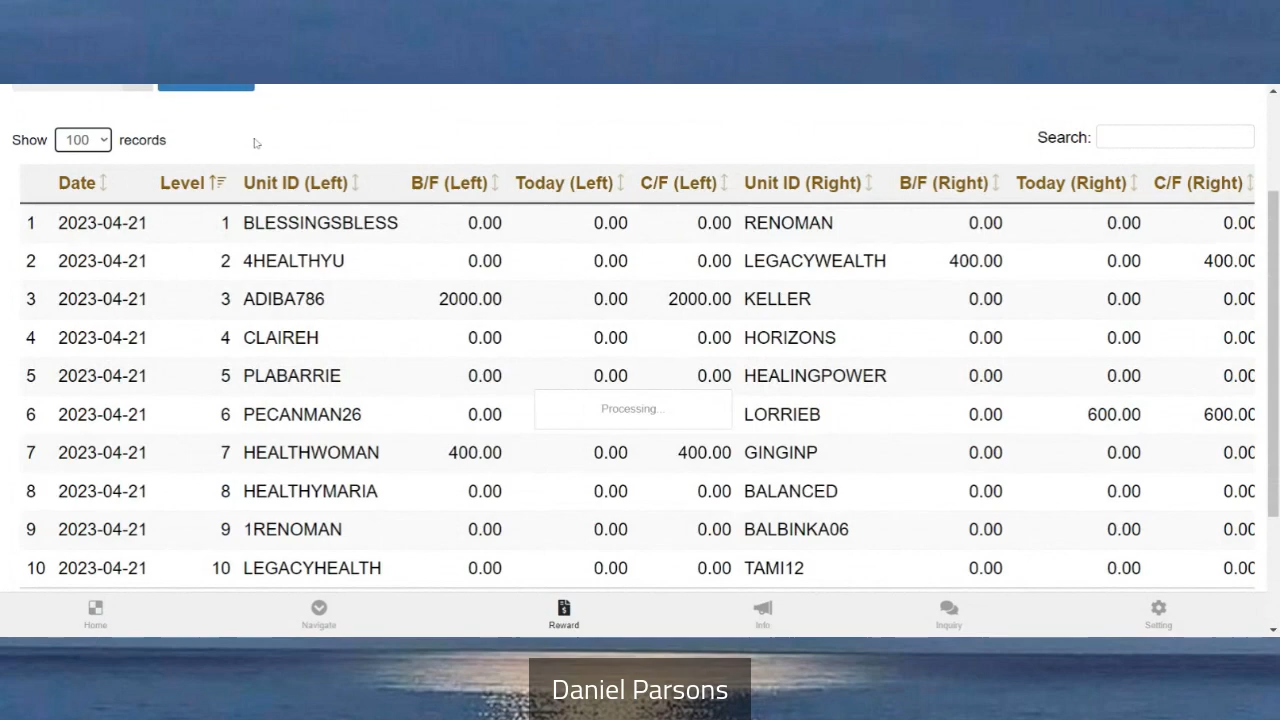 Show 100 records Search:
Date Level Unit ID (Left) B/F (Left) Today (Left) C/F (Left) Unit ID (Right) B/F (Right) Today (Right) C/F (Right)
1 2023-04-21 1 BLESSINGSBLESS 0.00 0.00 0.00 RENOMAN 0.00 0.00 0.00
2 2023-04-21 2 4HEALTHYU 0.00 0.00 0.00 LEGACYWEALTH 400.00 0.00 400.00
3 2023-04-21 3 ADIBA786 2000.00 0.00 2000.00 KELLER 0.00 0.00 0.00
4 2023-04-21 4 CLAIREH 0.00 0.00 0.00 HORIZONS 0.00 0.00 0.00
5 2023-04-21 5 PLABARRIE 0.00 0.00 0.00 HEALINGPOWER 0.00 0.00 0.00
6 2023-04-21 6 PECANMAN26 0.00 Processing... LORRIEB 0.00 600.00 600.00
7 2023-04-21 7 HEALTHWOMAN 400.00 0.00 400.00 GINGINP 0.00 0.00 0.00
8 2023-04-21 8 HEALTHYMARIA 0.00 0.00 0.00 BALANCED 0.00 0.00 0.00
9 2023-04-21 9 1RENOMAN 0.00 0.00 0.00 BALBINKA06 0.00 0.00 0.00
10 2023-04-21 10 LEGACYHEALTH 0.00 0.00 0.00 TAMI12 0.00 0.00 0.00
Home Navigate Reward Info Inquiry Setting
Daniel Parsons